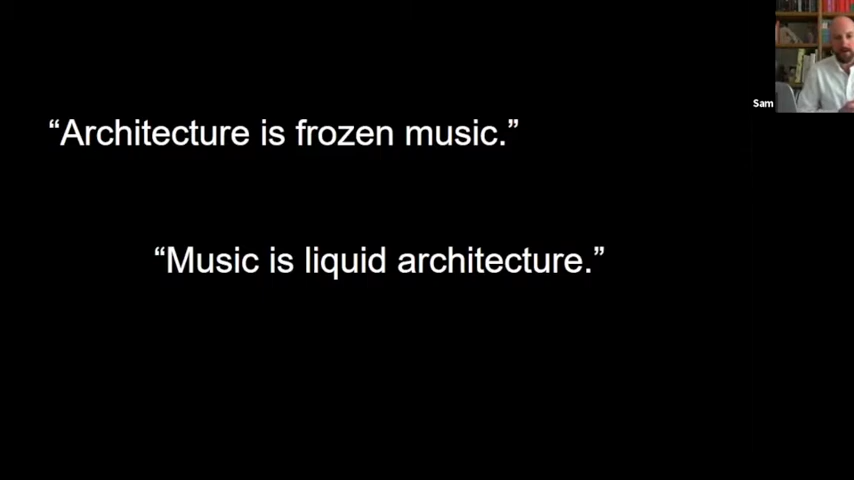 “Architecture is frozen music.”
Sam
“Music is liquid architecture.”